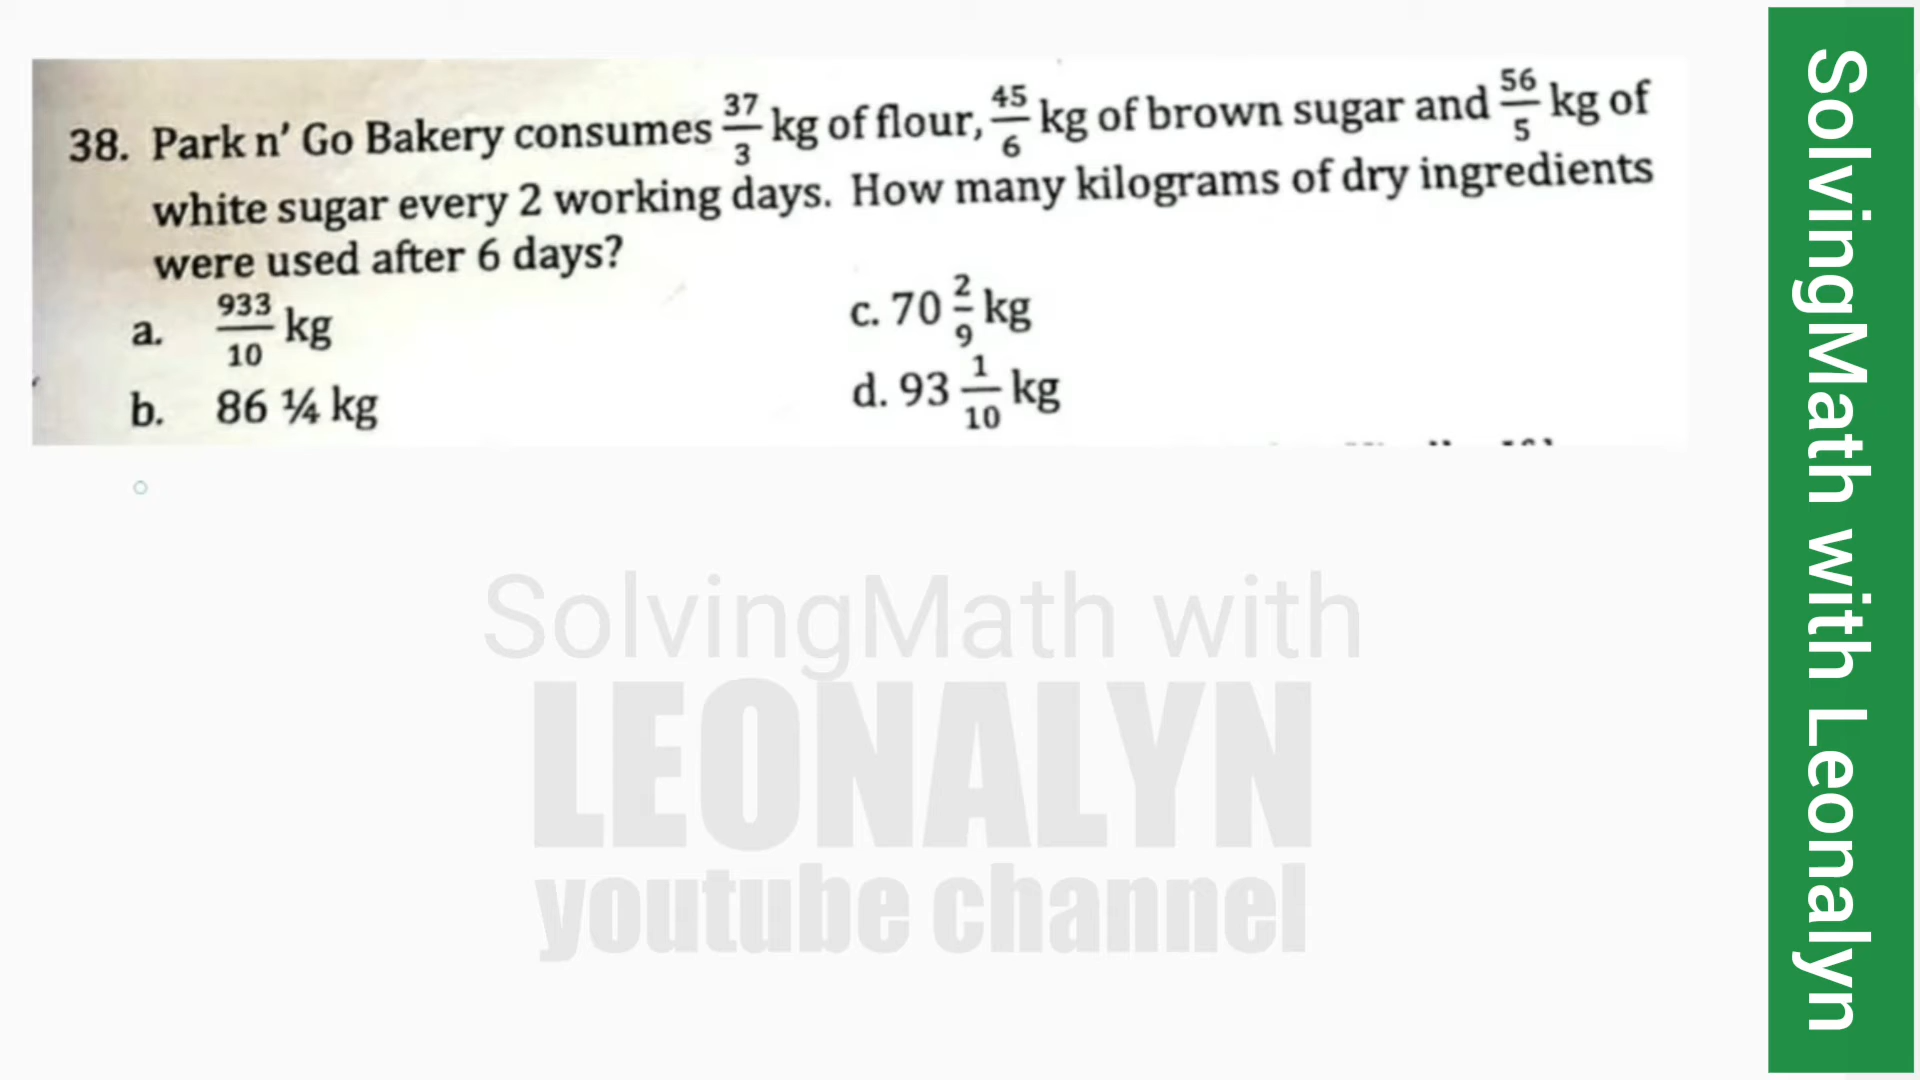 38. Park n' Go Bakery consumes 37/3 kg of flour, 45/6 kg of brown sugar and 56/5 kg of
white sugar every 2 working days. How many kilograms of dry ingredients
were used after 6 days?
a. 933/10 kg
b. 86 ¼ kg
c. 70 2/9 kg
d. 93 1/10 kg
SolvingMath with
LEONALYN
youtube channel
SolvingMath with Leonalyn